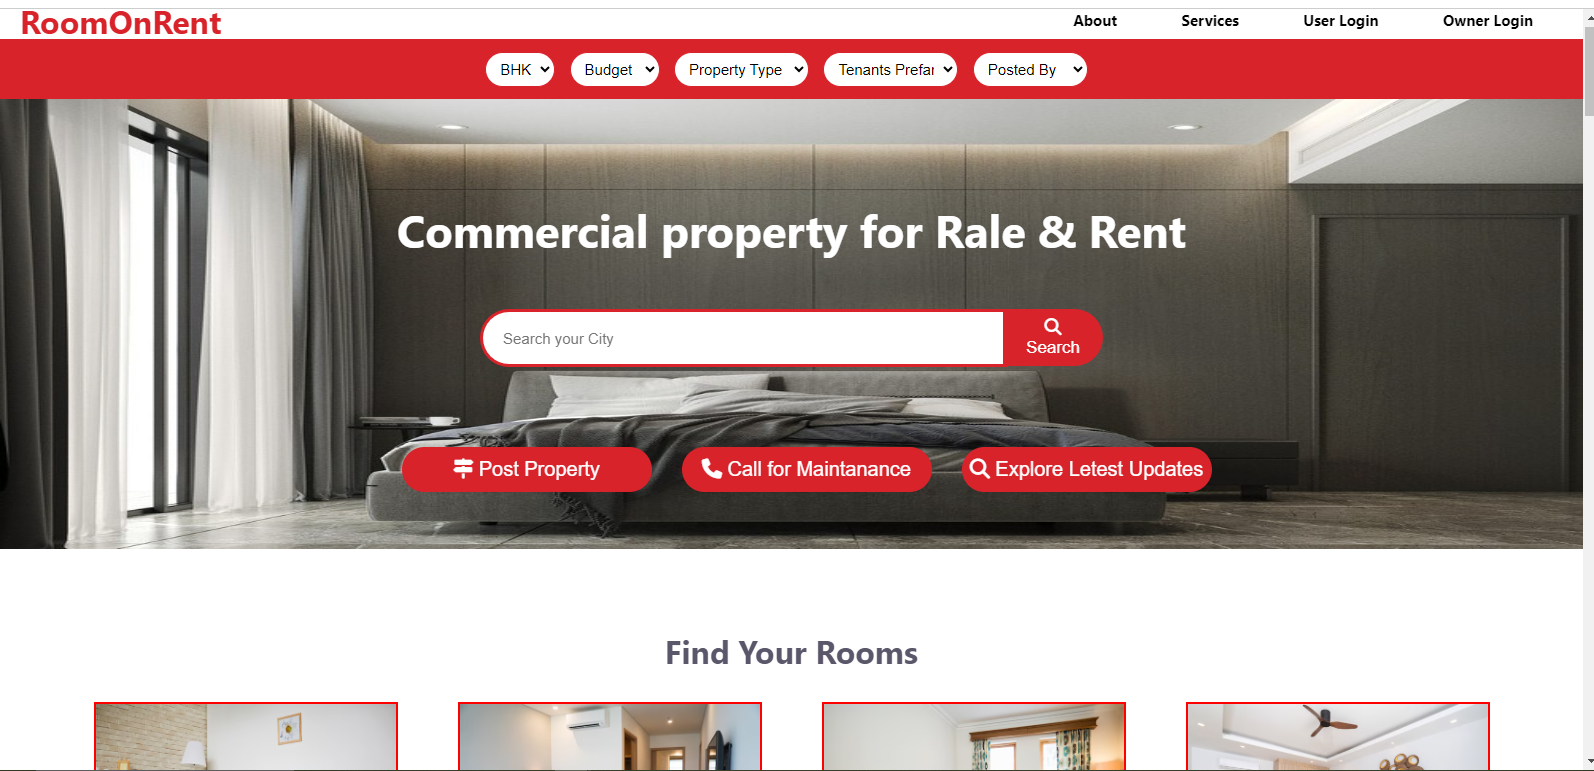 RoomOnRent
About Services User Login Owner Login
BHK Budget Property Type Tenants Prefar Posted By
Commercial property for Rale & Rent
Search your City
Search
Post Property Call for Maintanance Explore Letest Updates
Find Your Rooms